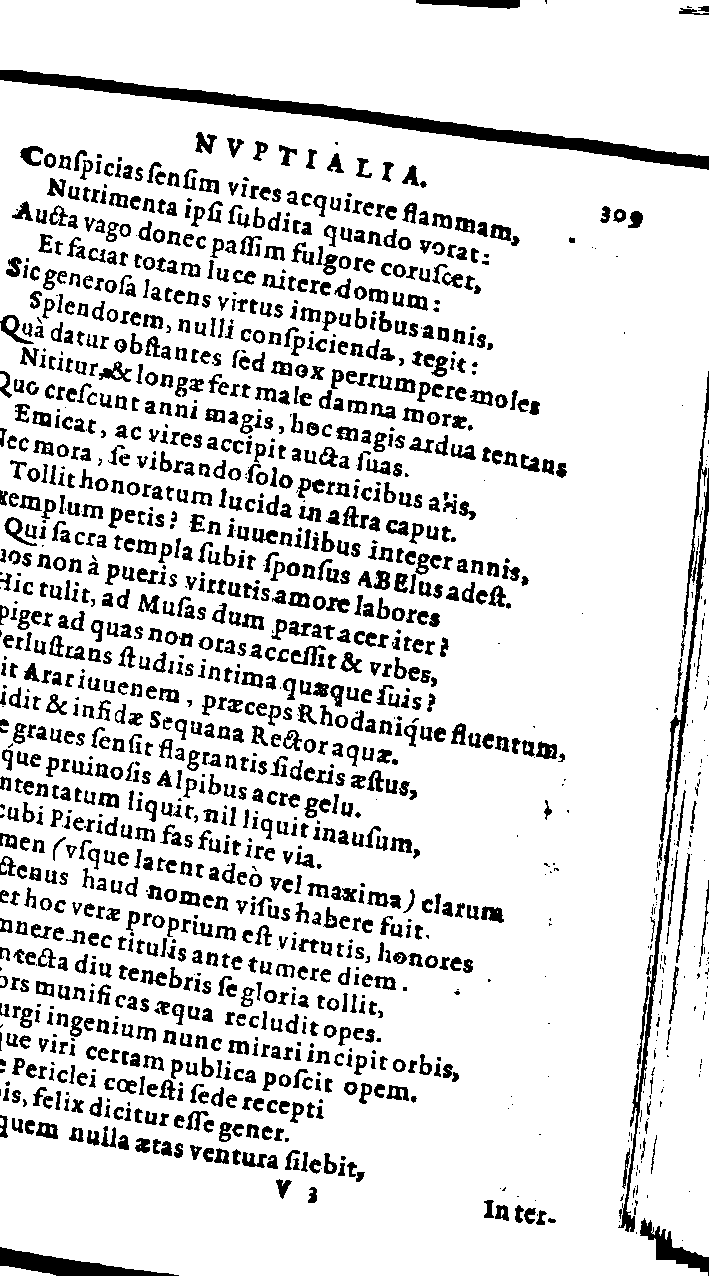 NVPTIALIA.
309
Conſpicias ſenſim vires acquirere flammam,
Nutrimenta ipſi ſubdita quando vorat:
Aucta vago donec paſſim fulgore coruſcet,
Et faciat totam luce nitere domum:
Sic generoſa latens virtus impubibus annis,
Splendorem, nulli conſpicienda, tegit:
Quà datur obſtantes ſed mox perrumpere moles
Nititur, & longæ fert male damna moræ.
Quo creſcunt anni magis, hoc magis ardua tentans
Emicat, ac vires accipit aucta ſuas.
Nec mora, ſe vibrando ſolo pernicibus alis,
Tollit honoratum lucida in aſtra caput.
xemplum petis? En iuuenilibus integer annis,
Qui ſacra templa ſubit ſponſus ABElus adeſt.
uos non à pueris virtutis amore labores
Hic tulit, ad Muſas dum parat acer iter?
piger ad quas non oras acceſſit & vrbes,
Perluſtrans ſtudiis intima quæque ſuis?
it Arar iuuenem, præceps Rhodaniq́ue fluentum,
idit & infidæ Sequana Rector aquæ.
e graues ſenſit flagrantis ſideris æſtus,
q́ue pruinoſis Alpibus acre gelu.
ntentatum liquit, nil liquit inauſum,
cubi Pieridum fas fuit ire via.
men (vſque latent adeò vel maxima) clarum
ctenus haud nomen viſus habere fuit.
et hoc veræ proprium eſt virtutis, honores
mnere nec titulis ante tumere diem.
ntecta diu tenebris ſe gloria tollit,
ors munificas æqua recludit opes.
urgi ingenium nunc mirari incipit orbis,
que viri certam publica poſcit opem.
e Periclei cœleſti ſede recepti
is, felix dicitur eſſe gener.
quem nulla ætas ventura ſilebit,
V 3
In ter-